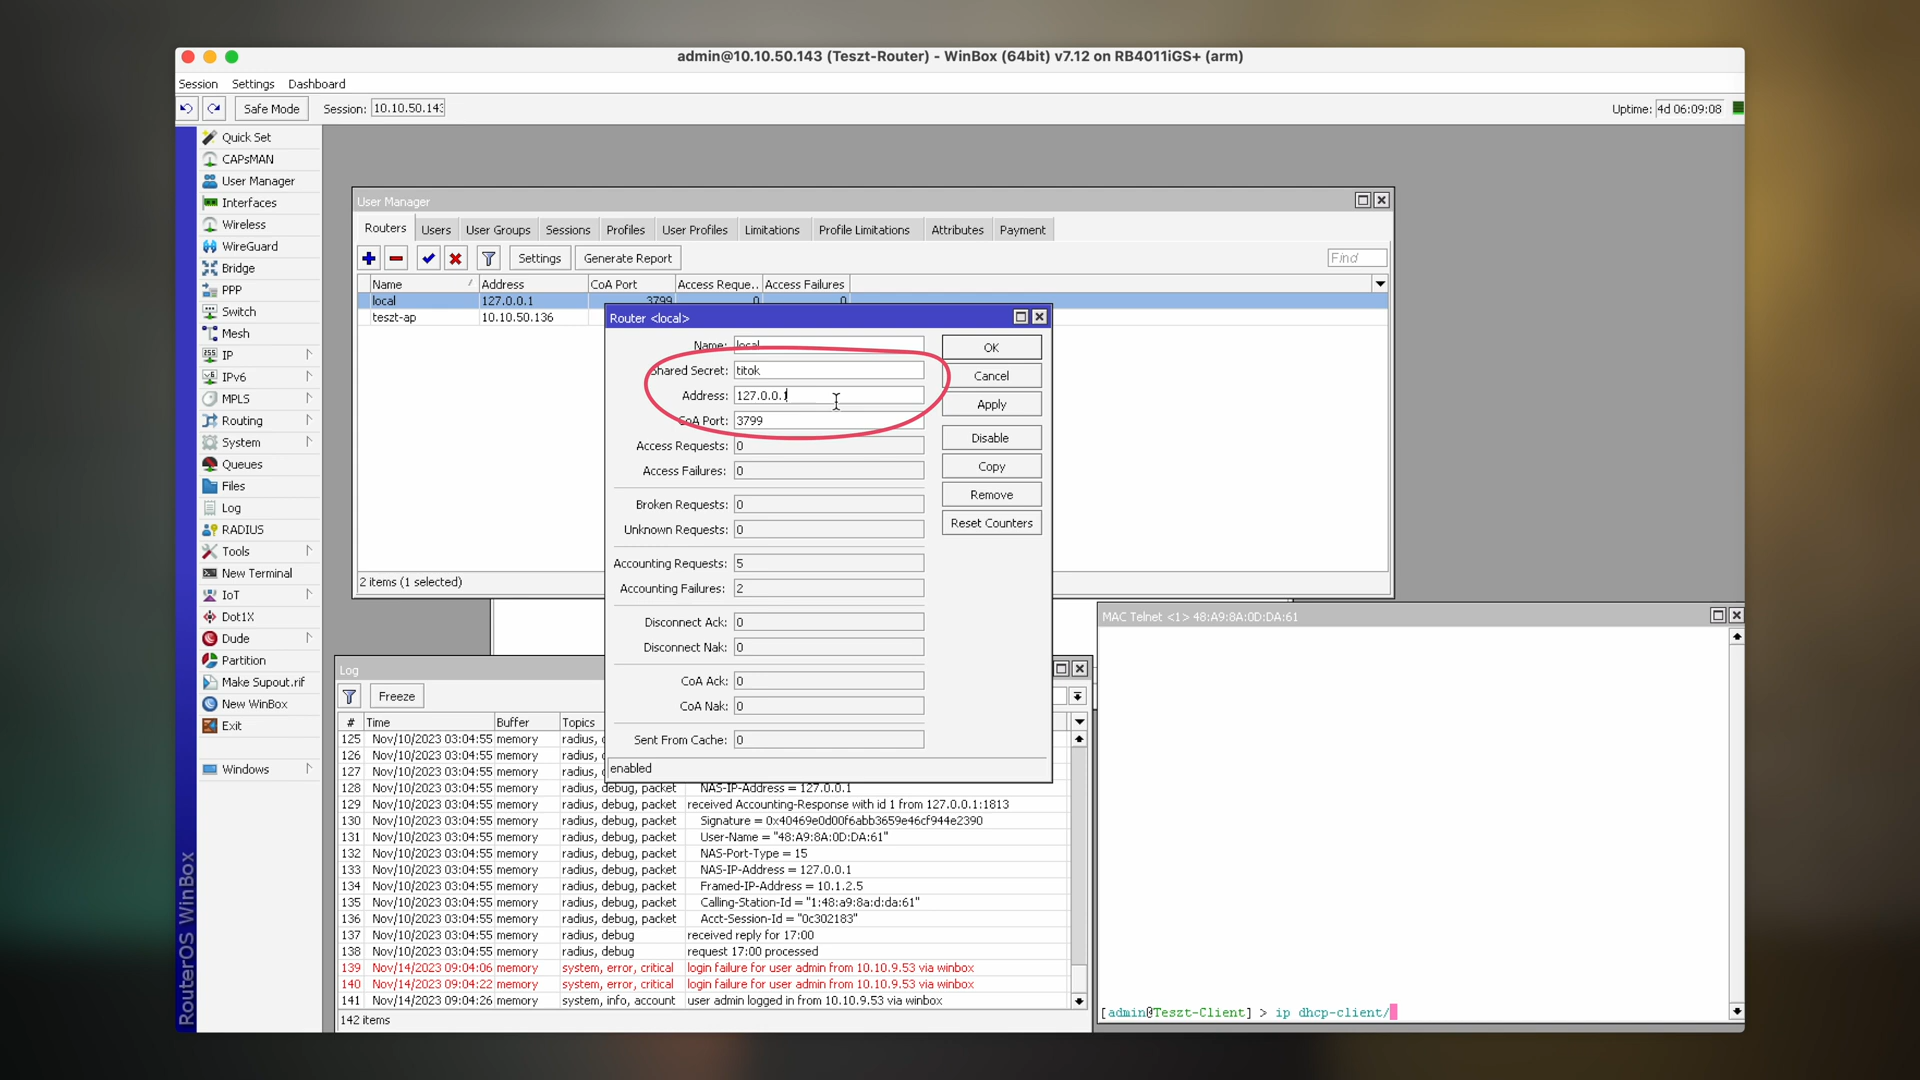 admin@10.10.50.143 (Teszt-Router) - WinBox (64bit) v7.12 on RB4011iGS+ (arm)
Session Settings Dashboard
Safe Mode Session: 10.10.50.143 Uptime: 4d 06:09:08
Quick Set
CAPsMAN
User Manager
Interfaces
Wireless
WireGuard
Bridge
PPP
Switch
Mesh
IP
IPv6
MPLS
Routing
System
Queues
Files
Log
RADIUS
Tools
New Terminal
IoT
Dot1X
Dude
Partition
Make Supout.rif
New WinBox
Exit
Windows
RouterOS WinBox
User Manager
Routers Users User Groups Sessions Profiles User Profiles Limitations Profile Limitations Attributes Payment
Settings Generate Report Find
Name / Address CoA Port Access Reque.. Access Failures
local 127.0.0.1 3799 0 0
teszt-ap 10.10.50.136
2 items (1 selected)
Router <local>
Name: local
Shared Secret: titok
Address: 127.0.0.1
CoA Port: 3799
Access Requests: 0
Access Failures: 0
Broken Requests: 0
Unknown Requests: 0
Accounting Requests: 5
Accounting Failures: 2
Disconnect Ack: 0
Disconnect Nak: 0
CoA Ack: 0
CoA Nak: 0
Sent From Cache: 0
enabled
OK
Cancel
Apply
Disable
Copy
Remove
Reset Counters
Log
Freeze
# Time Buffer Topics
125 Nov/10/2023 03:04:55 memory radius,
126 Nov/10/2023 03:04:55 memory radius,
127 Nov/10/2023 03:04:55 memory radius,
128 Nov/10/2023 03:04:55 memory radius, debug, packet NAS-IP-Address = 127.0.0.1
129 Nov/10/2023 03:04:55 memory radius, debug, packet received Accounting-Response with id 1 from 127.0.0.1:1813
130 Nov/10/2023 03:04:55 memory radius, debug, packet Signature = 0x40469e0d00f6abb3659e46cf944e2390
131 Nov/10/2023 03:04:55 memory radius, debug, packet User-Name = "48:A9:8A:0D:DA:61"
132 Nov/10/2023 03:04:55 memory radius, debug, packet NAS-Port-Type = 15
133 Nov/10/2023 03:04:55 memory radius, debug, packet NAS-IP-Address = 127.0.0.1
134 Nov/10/2023 03:04:55 memory radius, debug, packet Framed-IP-Address = 10.1.2.5
135 Nov/10/2023 03:04:55 memory radius, debug, packet Calling-Station-Id = "1:48:a9:8a:d:da:61"
136 Nov/10/2023 03:04:55 memory radius, debug, packet Acct-Session-Id = "0c302183"
137 Nov/10/2023 03:04:55 memory radius, debug received reply for 17:00
138 Nov/10/2023 03:04:55 memory radius, debug request 17:00 processed
139 Nov/14/2023 09:04:06 memory system, error, critical login failure for user admin from 10.10.9.53 via winbox
140 Nov/14/2023 09:04:22 memory system, error, critical login failure for user admin from 10.10.9.53 via winbox
141 Nov/14/2023 09:04:26 memory system, info, account user admin logged in from 10.10.9.53 via winbox
142 items
MAC Telnet <1> 48:A9:8A:0D:DA:61
[admin@Teszt-Client] > ip dhcp-client/